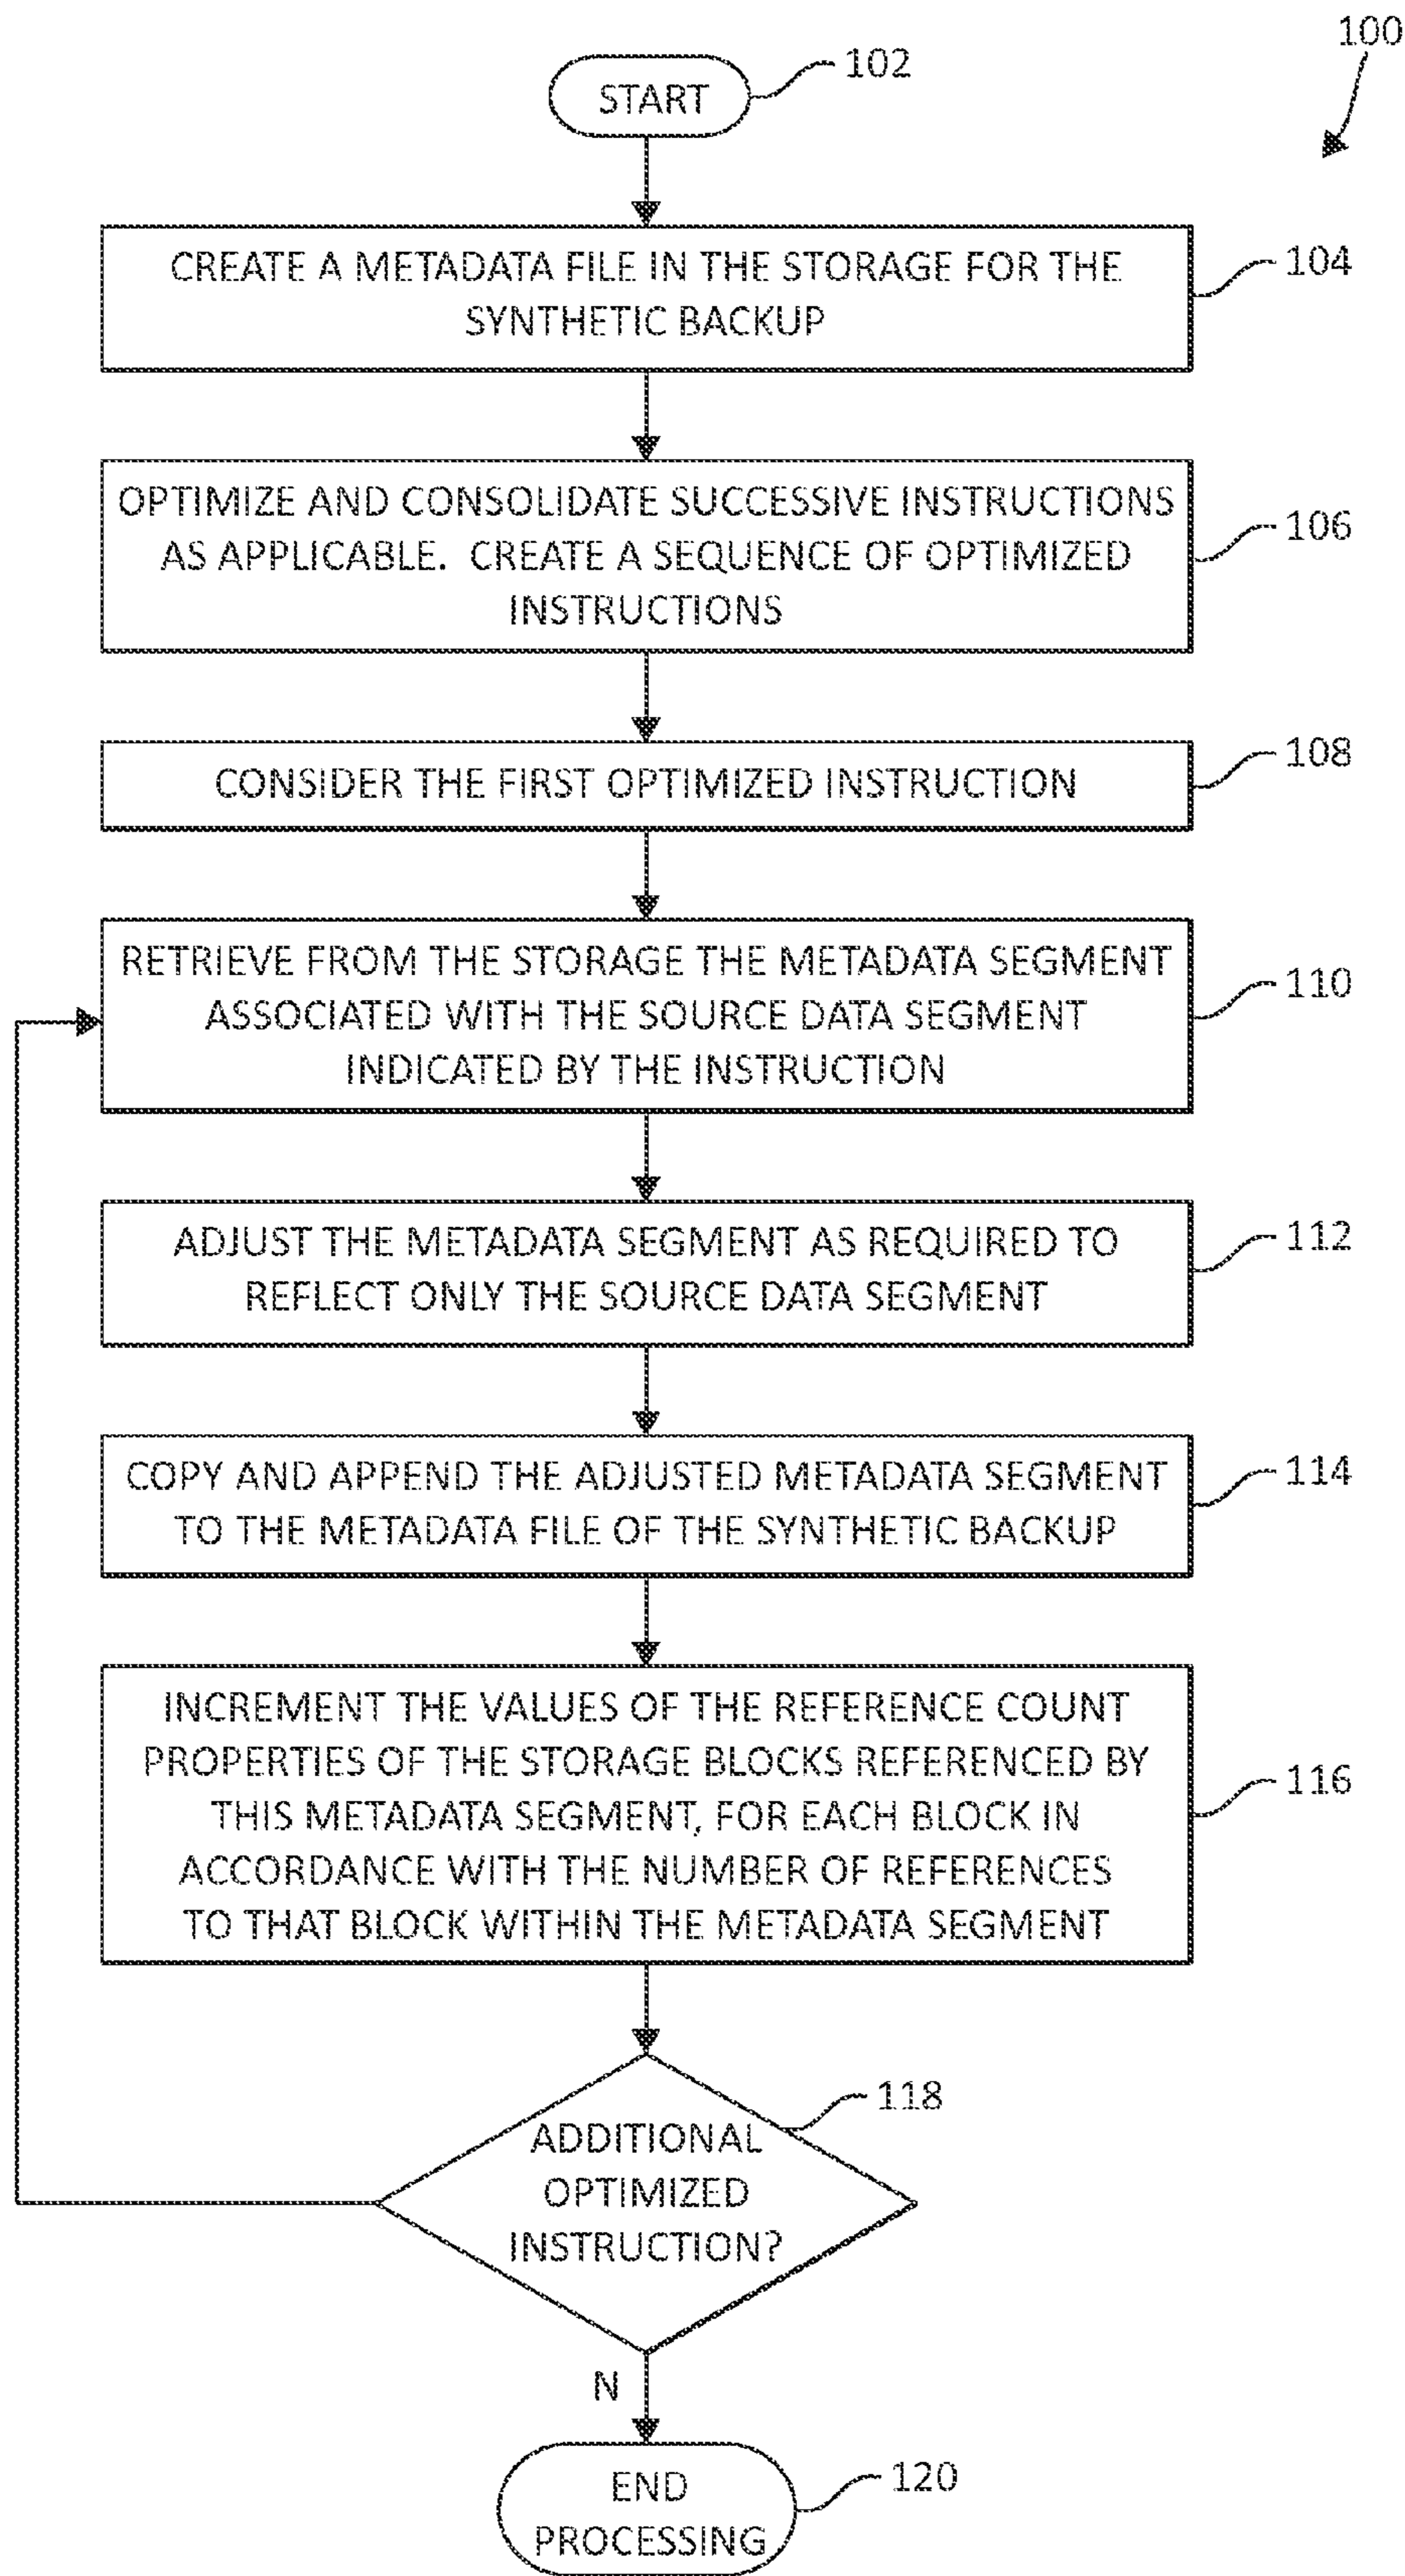 100
START
102
CREATE A METADATA FILE IN THE STORAGE FOR THE
SYNTHETIC BACKUP
104
OPTIMIZE AND CONSOLIDATE SUCCESSIVE INSTRUCTIONS
AS APPLICABLE. CREATE A SEQUENCE OF OPTIMIZED
INSTRUCTIONS
106
CONSIDER THE FIRST OPTIMIZED INSTRUCTION
108
RETRIEVE FROM THE STORAGE THE METADATA SEGMENT
ASSOCIATED WITH THE SOURCE DATA SEGMENT
INDICATED BY THE INSTRUCTION
110
ADJUST THE METADATA SEGMENT AS REQUIRED TO
REFLECT ONLY THE SOURCE DATA SEGMENT
112
COPY AND APPEND THE ADJUSTED METADATA SEGMENT
TO THE METADATA FILE OF THE SYNTHETIC BACKUP
114
INCREMENT THE VALUES OF THE REFERENCE COUNT
PROPERTIES OF THE STORAGE BLOCKS REFERENCED BY
THIS METADATA SEGMENT, FOR EACH BLOCK IN
ACCORDANCE WITH THE NUMBER OF REFERENCES
TO THAT BLOCK WITHIN THE METADATA SEGMENT
116
ADDITIONAL
OPTIMIZED
INSTRUCTION?
118
N
END
PROCESSING
120